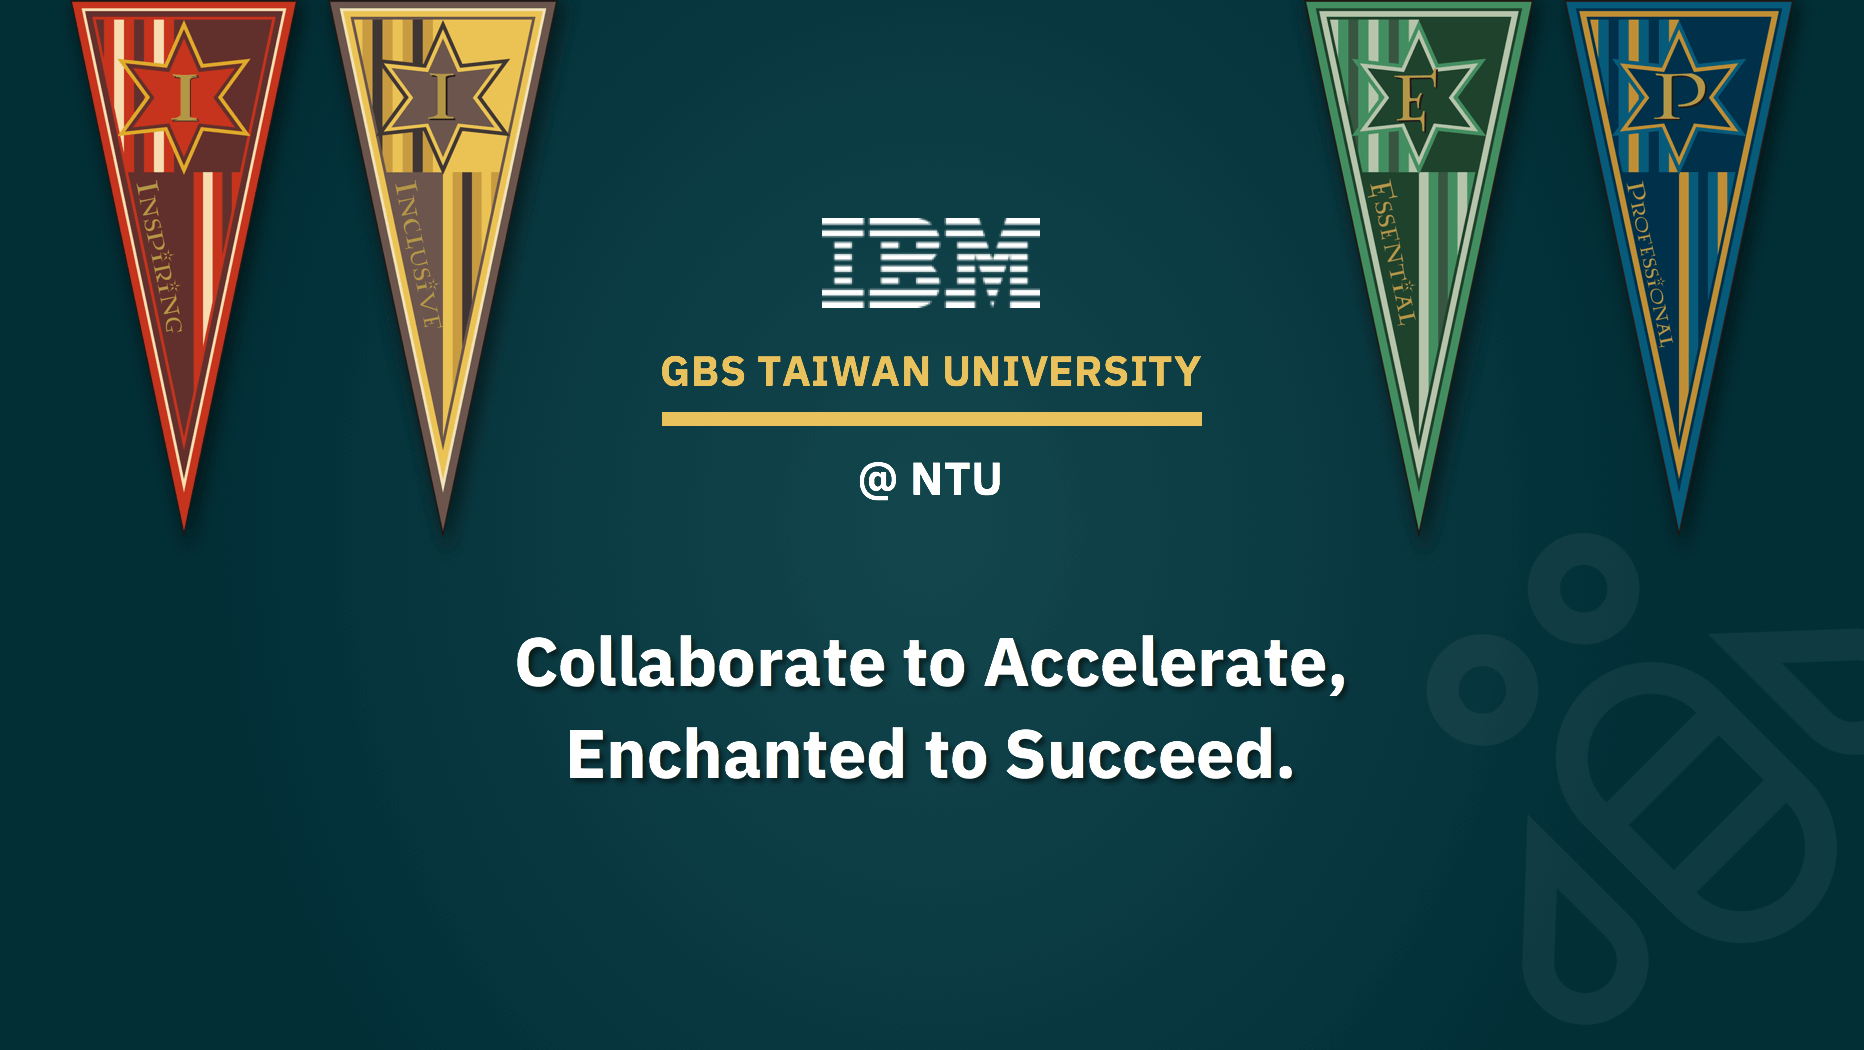 I
INSPIRING
I
INCLUSIVE
E
ESSENTIAL
P
PROFESSIONAL
IBM
GBS TAIWAN UNIVERSITY
@ NTU
Collaborate to Accelerate,
Enchanted to Succeed.